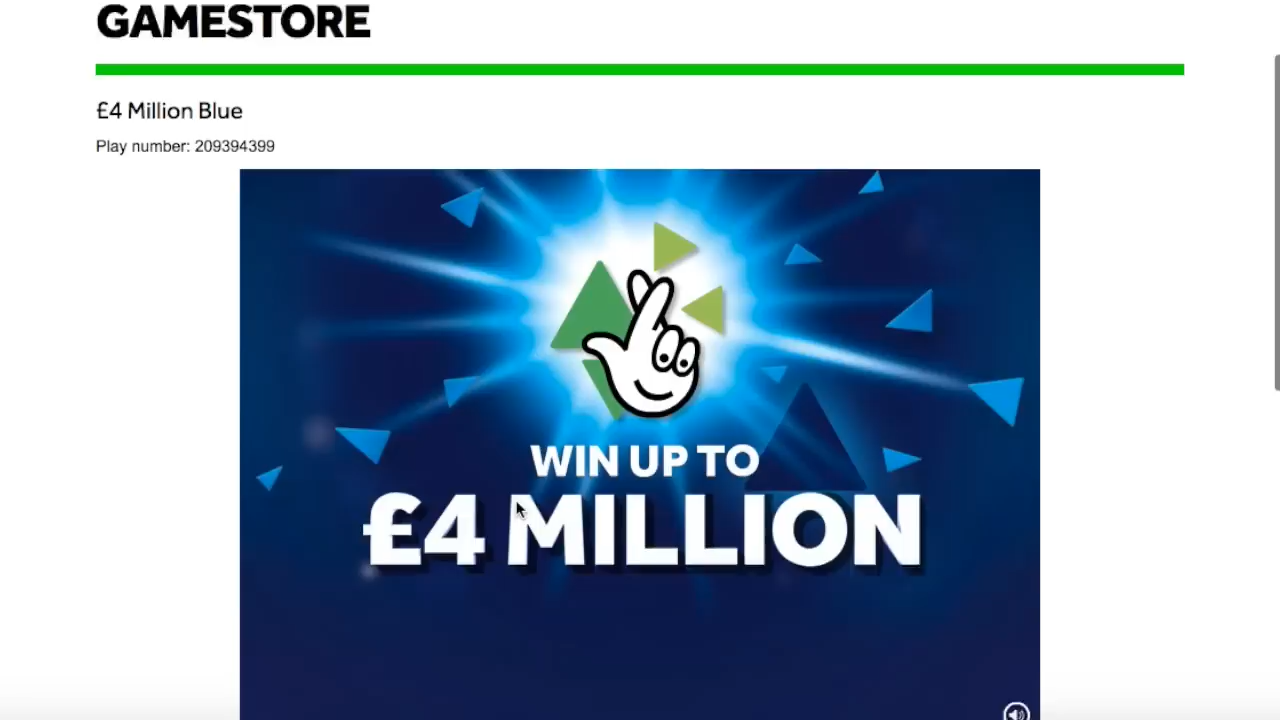 GAMESTORE
£4 Million Blue
Play number: 209394399
WIN UP TO
£4 MILLION